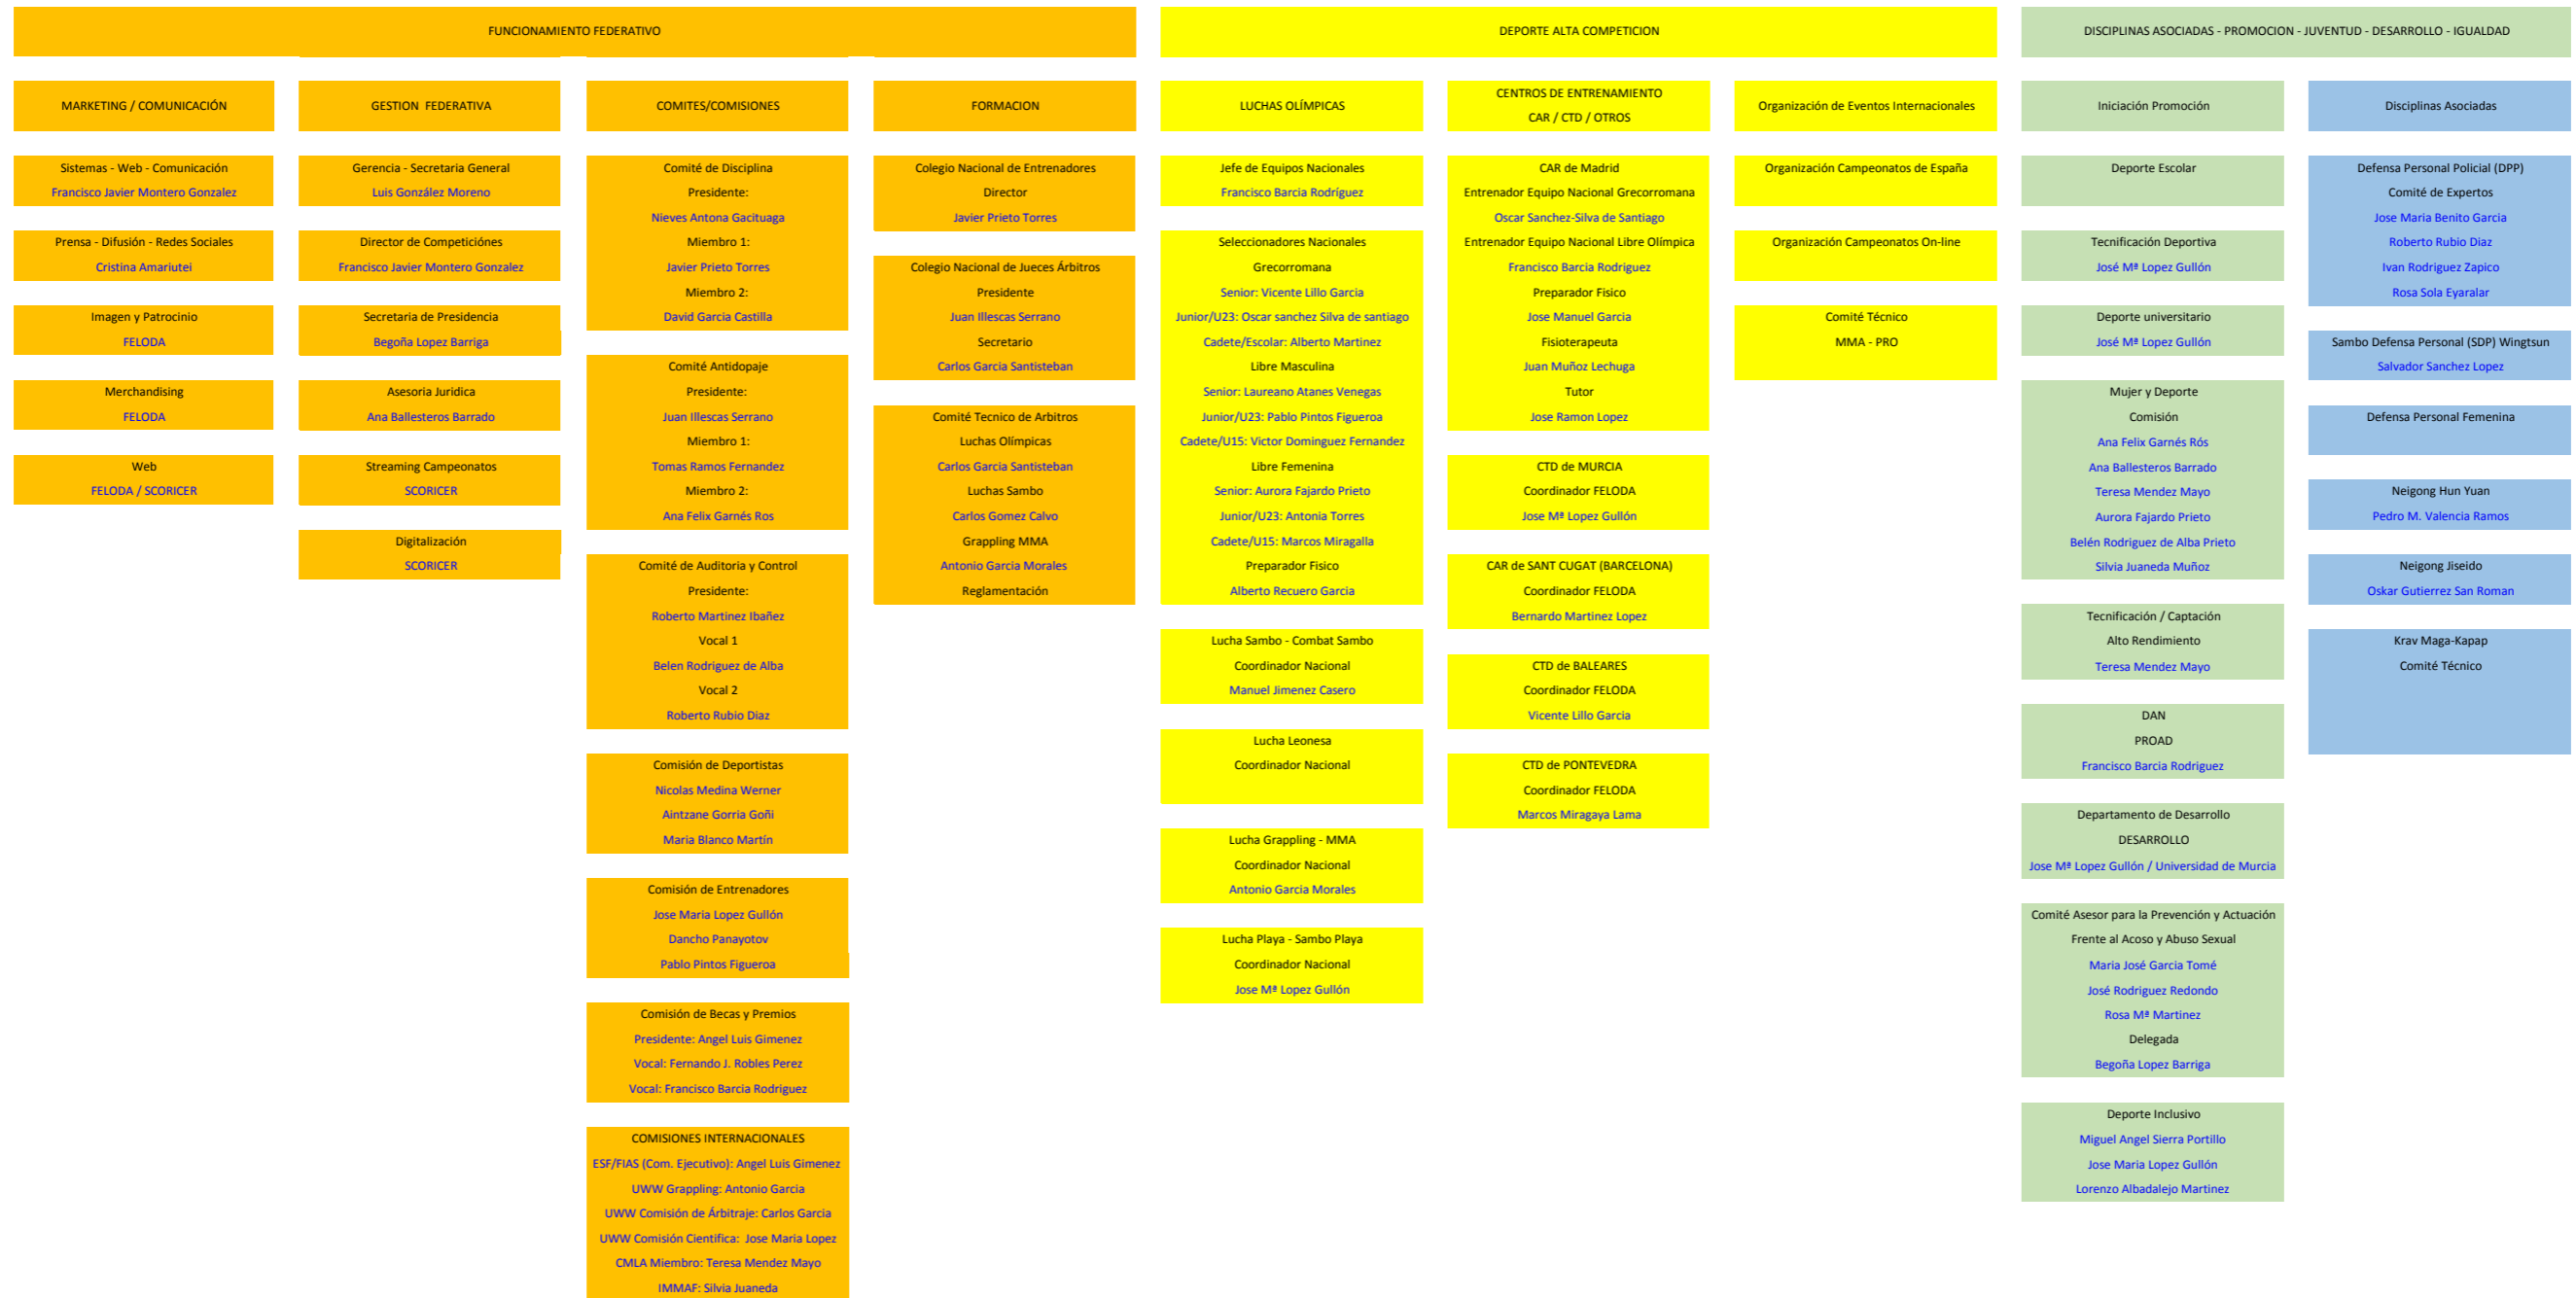 FUNCIONAMIENTO FEDERATIVO
DEPORTE ALTA COMPETICION
DISCIPLINAS ASOCIADAS - PROMOCION - JUVENTUD - DESARROLLO - IGUALDAD
MARKETING / COMUNICACIÓN
Sistemas - Web - Comunicación
Francisco Javier Montero Gonzalez
Prensa - Difusión - Redes Sociales
Cristina Amariutei
Imagen y Patrocinio
FELODA
Merchandising
FELODA
Web
FELODA / SCORICER
GESTION FEDERATIVA
Gerencia - Secretaria General
Luis González Moreno
Director de Competiciónes
Francisco Javier Montero Gonzalez
Secretaria de Presidencia
Begoña Lopez Barriga
Asesoria Juridica
Ana Ballesteros Barrado
Streaming Campeonatos
SCORICER
Digitalización
SCORICER
COMITES/COMISIONES
Comité de Disciplina
Presidente:
Nieves Antona Gacituaga
Miembro 1:
Javier Prieto Torres
Miembro 2:
David Garcia Castilla
Comité Antidopaje
Presidente:
Juan Illescas Serrano
Miembro 1:
Tomas Ramos Fernandez
Miembro 2:
Ana Felix Garnés Ros
Comité de Auditoria y Control
Presidente:
Roberto Martinez Ibañez
Vocal 1
Belen Rodriguez de Alba
Vocal 2
Roberto Rubio Diaz
Comisión de Deportistas
Nicolas Medina Werner
Aintzane Gorria Goñi
Maria Blanco Martín
Comisión de Entrenadores
Jose Maria Lopez Gullón
Dancho Panayotov
Pablo Pintos Figueroa
Comisión de Becas y Premios
Presidente: Angel Luis Gimenez
Vocal: Fernando J. Robles Perez
Vocal: Francisco Barcia Rodriguez
COMISIONES INTERNACIONALES
ESF/FIAS (Com. Ejecutivo): Angel Luis Gimenez
UWW Grappling: Antonio Garcia
UWW Comisión de Árbitraje: Carlos Garcia
UWW Comisión Cientifica: Jose Maria Lopez
CMLA Miembro: Teresa Mendez Mayo
IMMAF: Silvia Juaneda
FORMACION
Colegio Nacional de Entrenadores
Director
Javier Prieto Torres
Colegio Nacional de Jueces Árbitros
Presidente
Juan Illescas Serrano
Secretario
Carlos Garcia Santisteban
Comité Tecnico de Arbitros
Luchas Olímpicas
Carlos Garcia Santisteban
Luchas Sambo
Carlos Gomez Calvo
Grappling MMA
Antonio Garcia Morales
Reglamentación
LUCHAS OLÍMPICAS
Jefe de Equipos Nacionales
Francisco Barcia Rodríguez
Seleccionadores Nacionales
Grecorromana
Senior: Vicente Lillo Garcia
Junior/U23: Oscar sanchez Silva de santiago
Cadete/Escolar: Alberto Martinez
Libre Masculina
Senior: Laureano Atanes Venegas
Junior/U23: Pablo Pintos Figueroa
Cadete/U15: Victor Dominguez Fernandez
Libre Femenina
Senior: Aurora Fajardo Prieto
Junior/U23: Antonia Torres
Cadete/U15: Marcos Miragalla
Preparador Fisico
Alberto Recuero Garcia
Lucha Sambo - Combat Sambo
Coordinador Nacional
Manuel Jimenez Casero
Lucha Leonesa
Coordinador Nacional
Lucha Grappling - MMA
Coordinador Nacional
Antonio Garcia Morales
Lucha Playa - Sambo Playa
Coordinador Nacional
Jose Mª Lopez Gullón
CENTROS DE ENTRENAMIENTO
CAR / CTD / OTROS
CAR de Madrid
Entrenador Equipo Nacional Grecorromana
Oscar Sanchez-Silva de Santiago
Entrenador Equipo Nacional Libre Olímpica
Francisco Barcia Rodriguez
Preparador Fisico
Jose Manuel Garcia
Fisioterapeuta
Juan Muñoz Lechuga
Tutor
Jose Ramon Lopez
CTD de MURCIA
Coordinador FELODA
Jose Mª Lopez Gullón
CAR de SANT CUGAT (BARCELONA)
Coordinador FELODA
Bernardo Martinez Lopez
CTD de BALEARES
Coordinador FELODA
Vicente Lillo Garcia
CTD de PONTEVEDRA
Coordinador FELODA
Marcos Miragaya Lama
Organización de Eventos Internacionales
Organización Campeonatos de España
Organización Campeonatos On-line
Comité Técnico
MMA - PRO
Iniciación Promoción
Deporte Escolar
Tecnificación Deportiva
José Mª Lopez Gullón
Deporte universitario
José Mª Lopez Gullón
Mujer y Deporte
Comisión
Ana Felix Garnés Rós
Ana Ballesteros Barrado
Teresa Mendez Mayo
Aurora Fajardo Prieto
Belén Rodriguez de Alba Prieto
Silvia Juaneda Muñoz
Tecnificación / Captación
Alto Rendimiento
Teresa Mendez Mayo
DAN
PROAD
Francisco Barcia Rodriguez
Departamento de Desarrollo
DESARROLLO
Jose Mª Lopez Gullón / Universidad de Murcia
Comité Asesor para la Prevención y Actuación
Frente al Acoso y Abuso Sexual
Maria José Garcia Tomé
José Rodriguez Redondo
Rosa Mª Martinez
Delegada
Begoña Lopez Barriga
Deporte Inclusivo
Miguel Angel Sierra Portillo
Jose Maria Lopez Gullón
Lorenzo Albadalejo Martinez
Disciplinas Asociadas
Defensa Personal Policial (DPP)
Comité de Expertos
Jose Maria Benito Garcia
Roberto Rubio Diaz
Ivan Rodriguez Zapico
Rosa Sola Eyaralar
Sambo Defensa Personal (SDP) Wingtsun
Salvador Sanchez Lopez
Defensa Personal Femenina
Neigong Hun Yuan
Pedro M. Valencia Ramos
Neigong Jiseido
Oskar Gutierrez San Roman
Krav Maga-Kapap
Comité Técnico